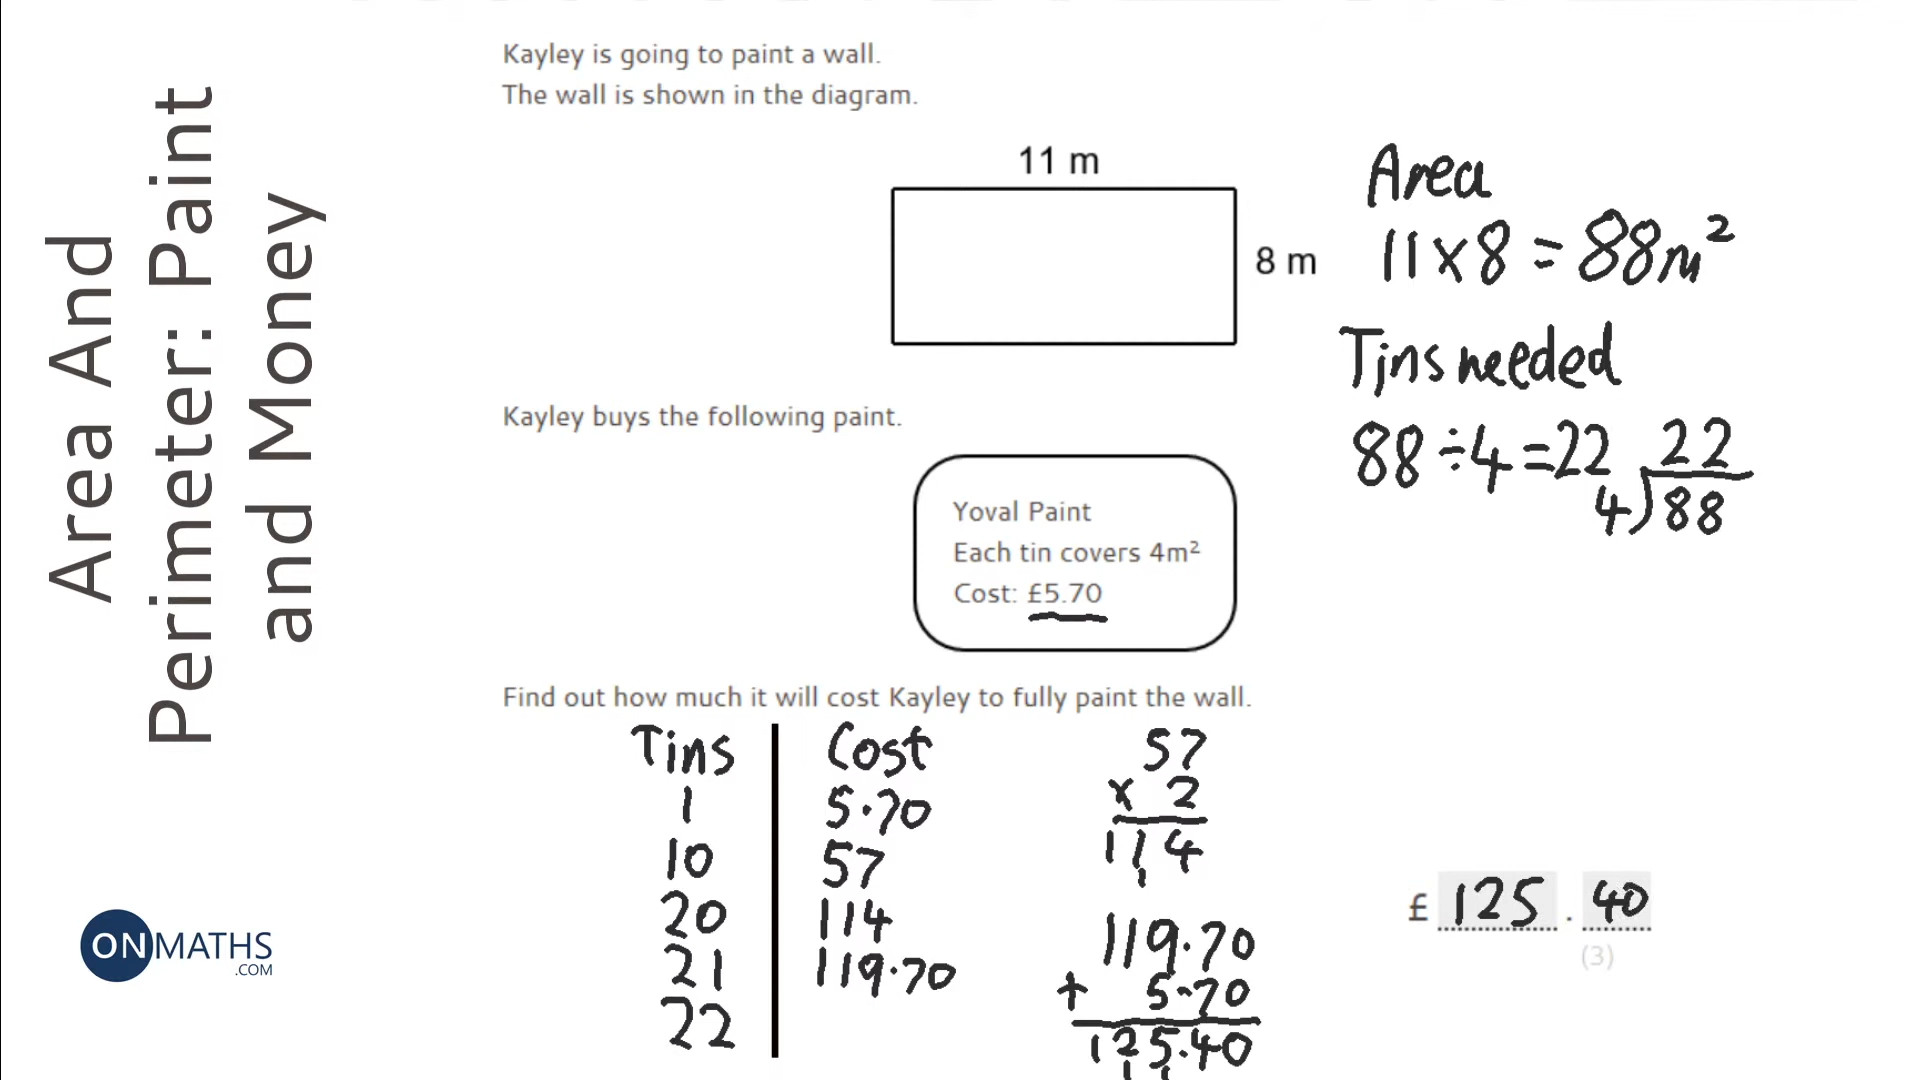 Area And
Perimeter: Paint
and Money
Kayley is going to paint a wall.
The wall is shown in the diagram.
11 m
8 m
Area
11 x 8 = 88m²
Tins needed
88 ÷ 4 = 22
22
4)88
Kayley buys the following paint.
Yoval Paint
Each tin covers 4m²
Cost: £5.70
Find out how much it will cost Kayley to fully paint the wall.
Tins Cost
1 5.70
10 57
20 114
21 119.70
22
57
x 2
114
1
119.70
+ 5.70
125.40
1 1
£ 125 . 40
(3)
ONMATHS
.COM